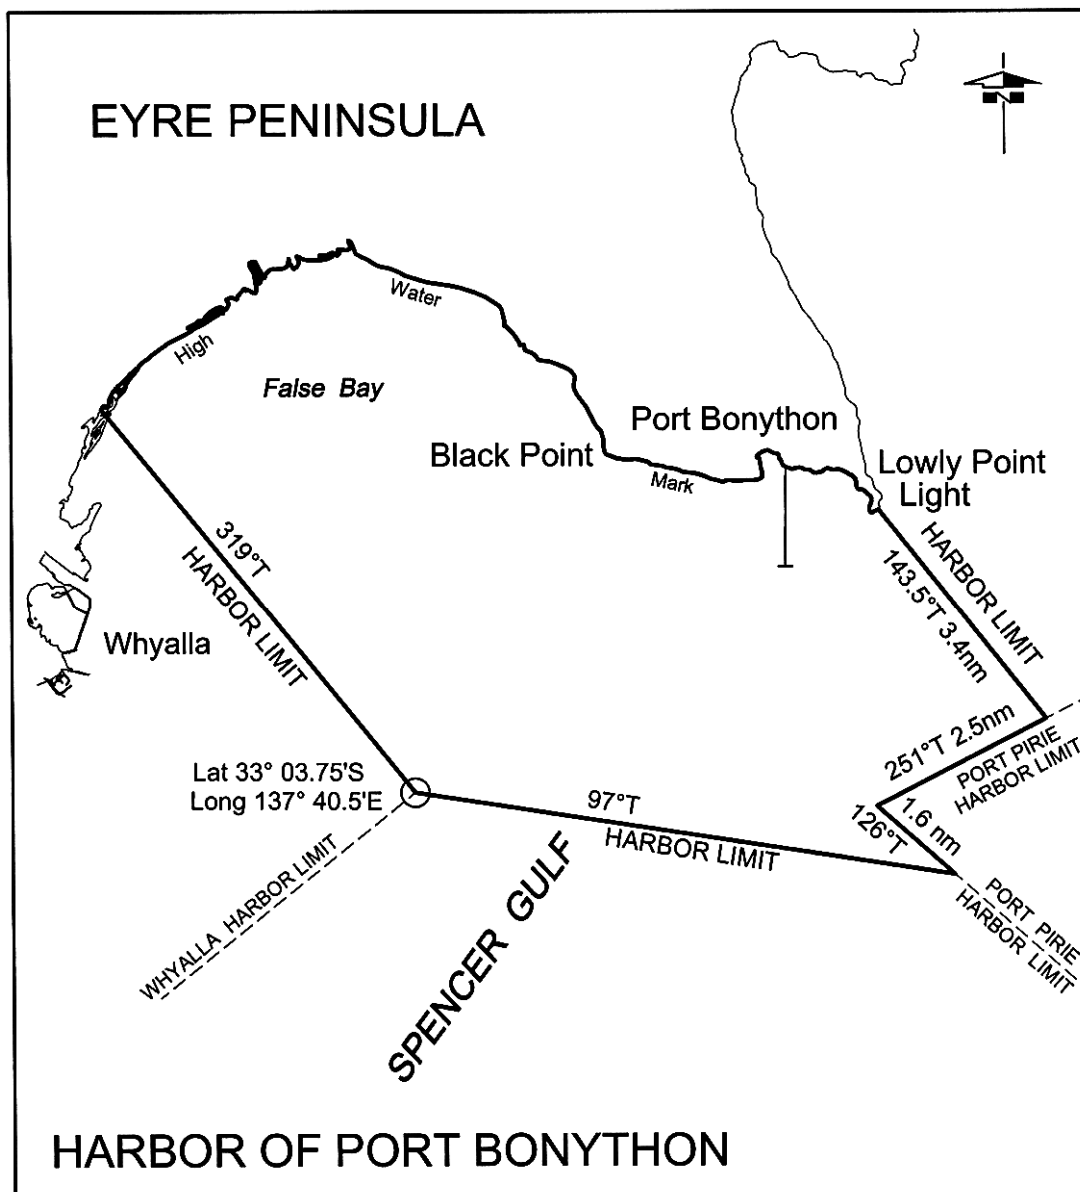 EYRE PENINSULA
N
High
Water
False Bay
Black Point
Port Bonython
Mark
Lowly Point
Light
319°T
HARBOR LIMIT
HARBOR LIMIT
143.5°T 3.4nm
Whyalla
251°T 2.5nm
PORT PIRIE
HARBOR LIMIT
Lat 33° 03.75'S
Long 137° 40.5'E
97°T
HARBOR LIMIT
1.6 nm
126°T
WHYALLA HARBOR LIMIT
PORT PIRIE
HARBOR LIMIT
SPENCER GULF
HARBOR OF PORT BONYTHON